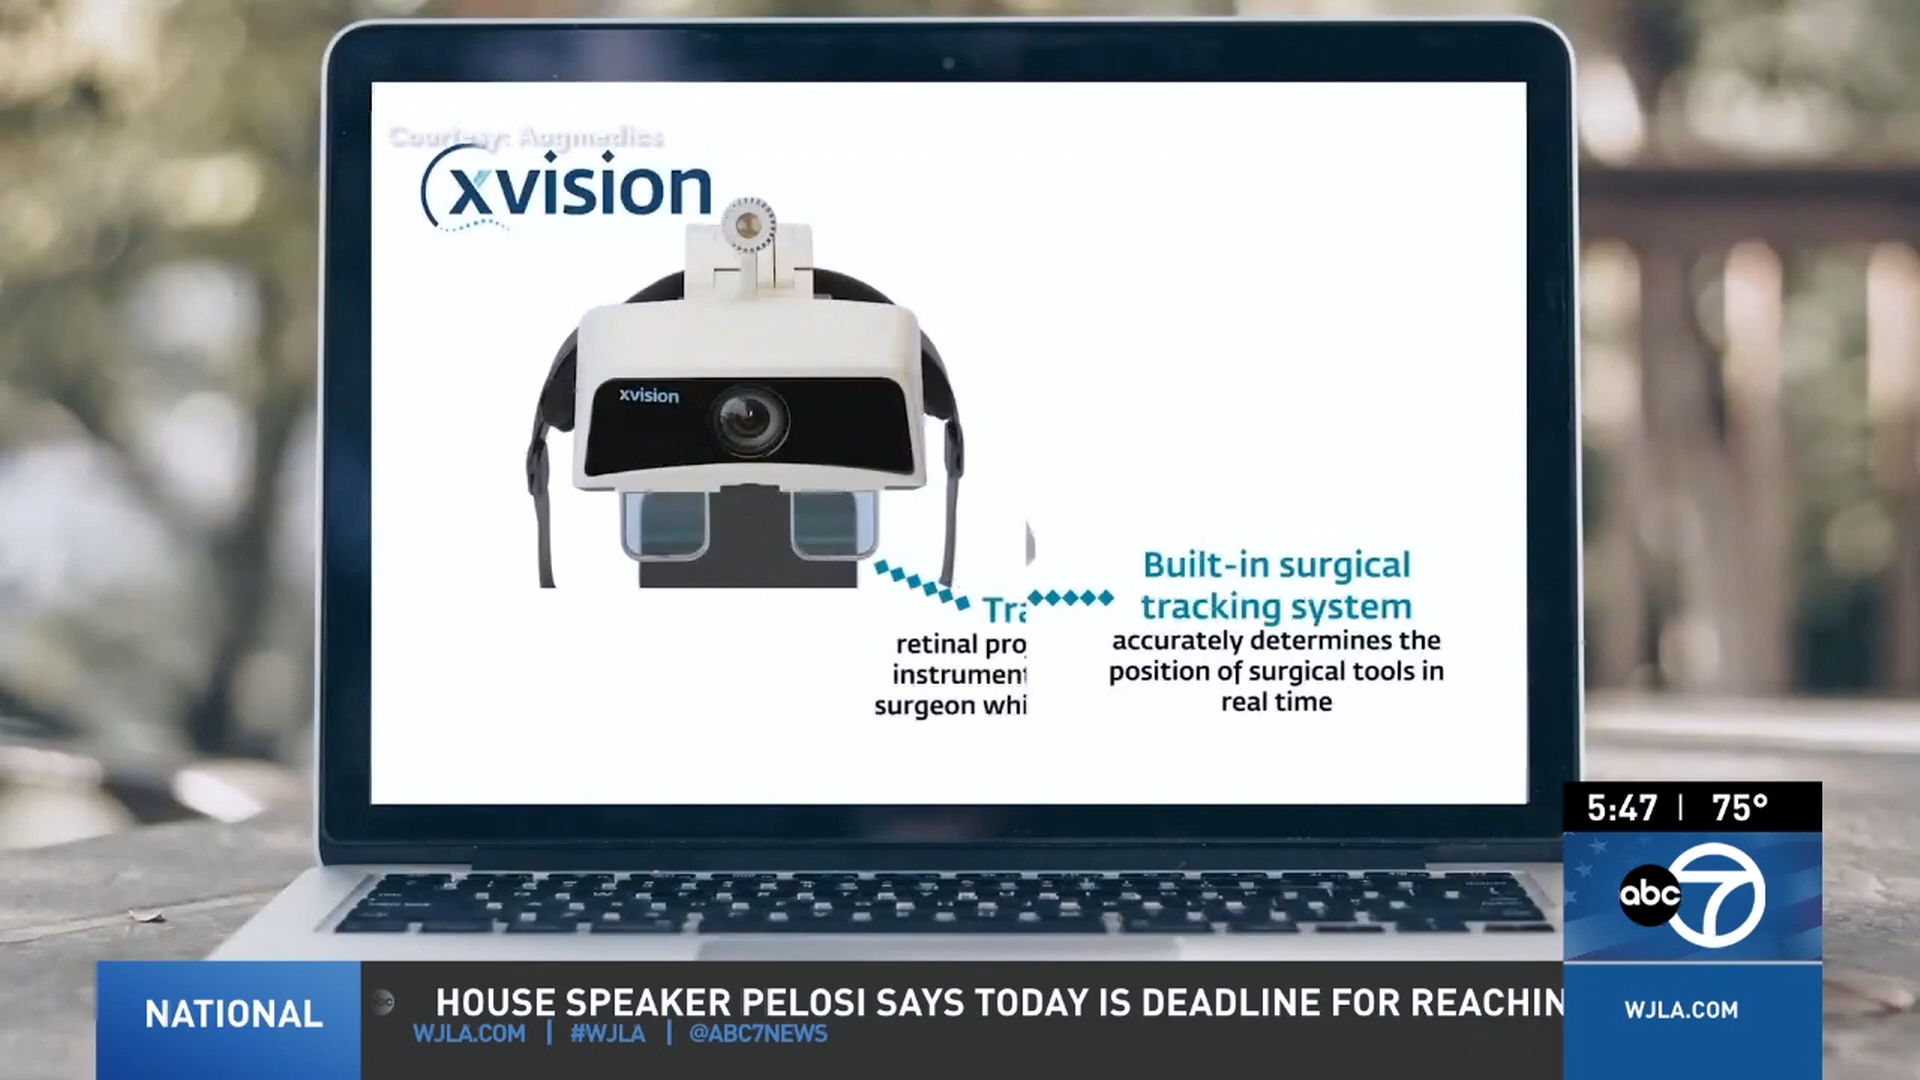 Courtesy: Augmedics
xvision
xvision
Built-in surgical
tracking system
accurately determines the
position of surgical tools in
real time
Tra
retinal pro
instrument
surgeon whi
5:47 | 75°
abc 7
NATIONAL
HOUSE SPEAKER PELOSI SAYS TODAY IS DEADLINE FOR REACHIN
WJLA.COM | #WJLA | @ABC7NEWS
WJLA.COM